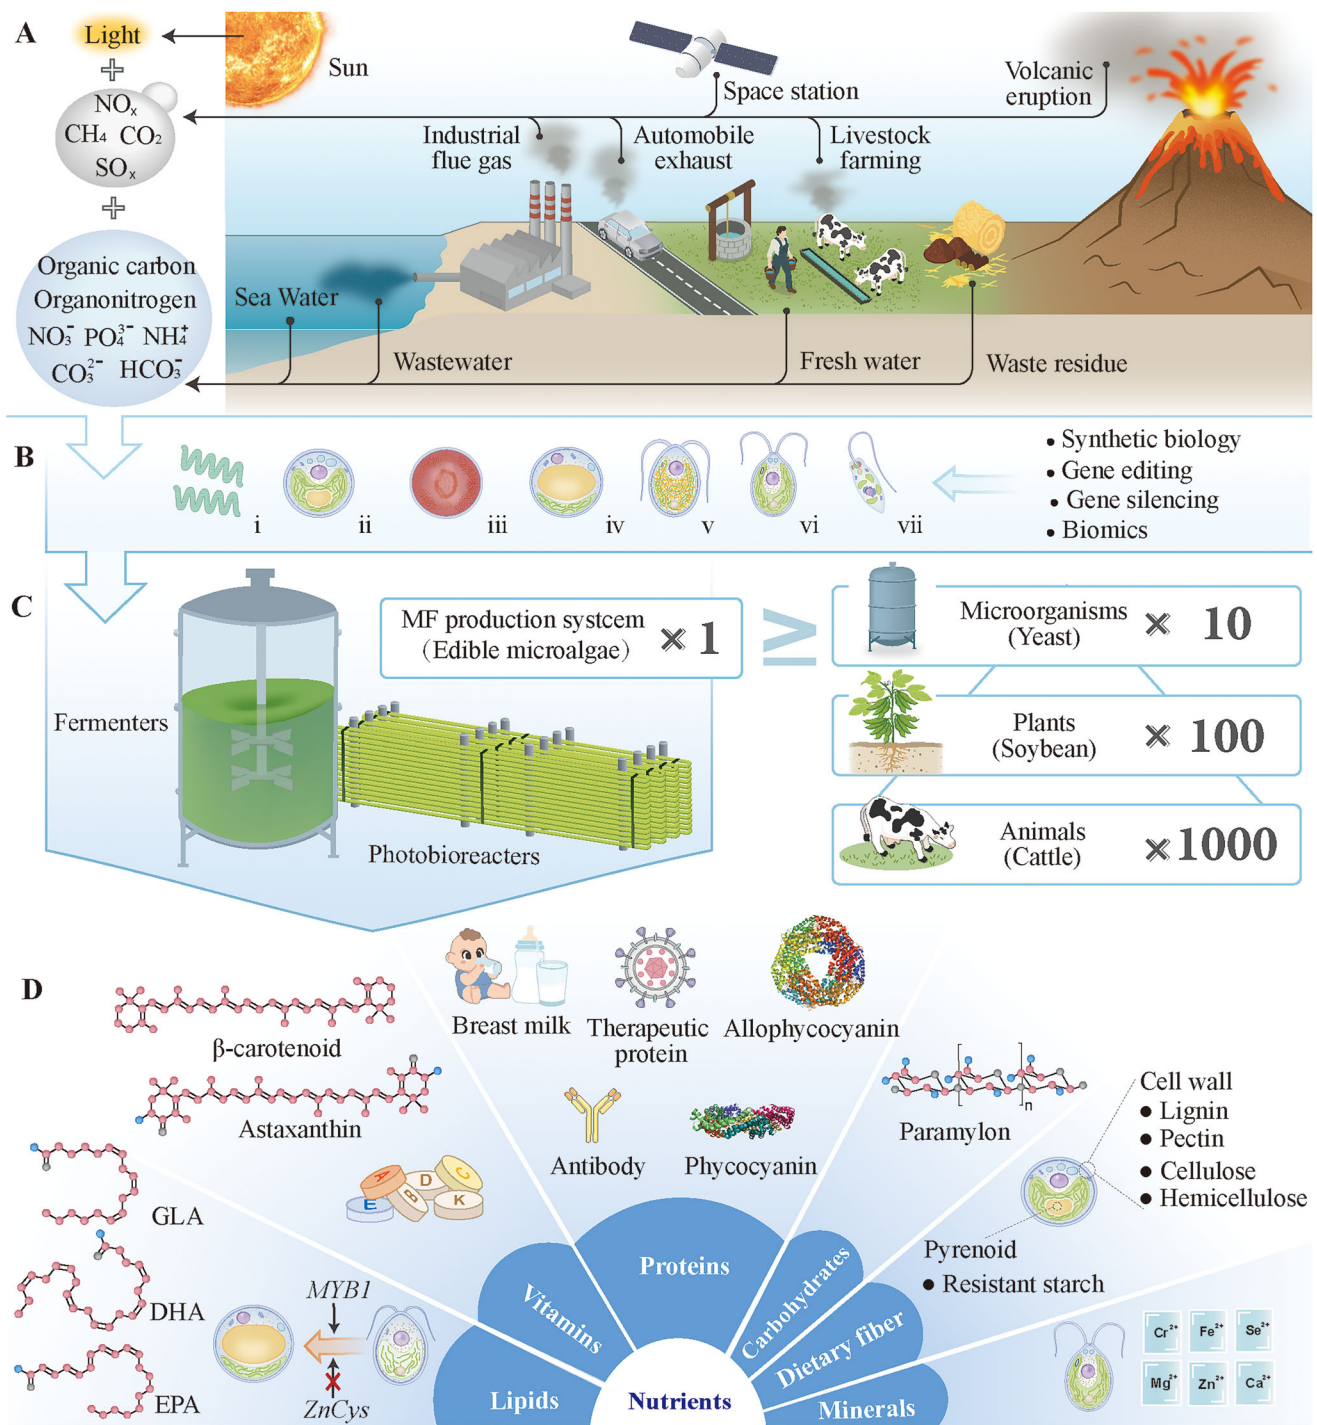 A
Light
Sun
NOₓ
CH₄ CO₂
SOₓ
Space station
Volcanic
eruption
Industrial
flue gas
Automobile
exhaust
Livestock
farming
Organic carbon
Organonitrogen
NO₃⁻ PO₄³⁻ NH₄⁺
CO₃²⁻ HCO₃⁻
Sea Water
Wastewater
Fresh water
Waste residue
B
i
ii
iii
iv
v
vi
vii
• Synthetic biology
• Gene editing
• Gene silencing
• Biomics
C
Fermenters
Photobioreacters
MF production systcem
(Edible microalgae)
× 1
≥
Microorganisms
(Yeast)
× 10
Plants
(Soybean)
× 100
Animals
(Cattle)
×1000
D
β-carotenoid
Astaxanthin
GLA
DHA
EPA
A
E
B
D
C
K
MYB1
ZnCys
Breast milk
Therapeutic
protein
Allophycocyanin
Antibody
Phycocyanin
n
Paramylon
Cell wall
● Lignin
● Pectin
● Cellulose
● Hemicellulose
Pyrenoid
● Resistant starch
Cr²⁺ Fe²⁺ Se²⁺
Mg²⁺ Zn²⁺ Ca²⁺
Lipids
Vitamins
Proteins
Carbohydrates
Dietary fiber
Minerals
Nutrients